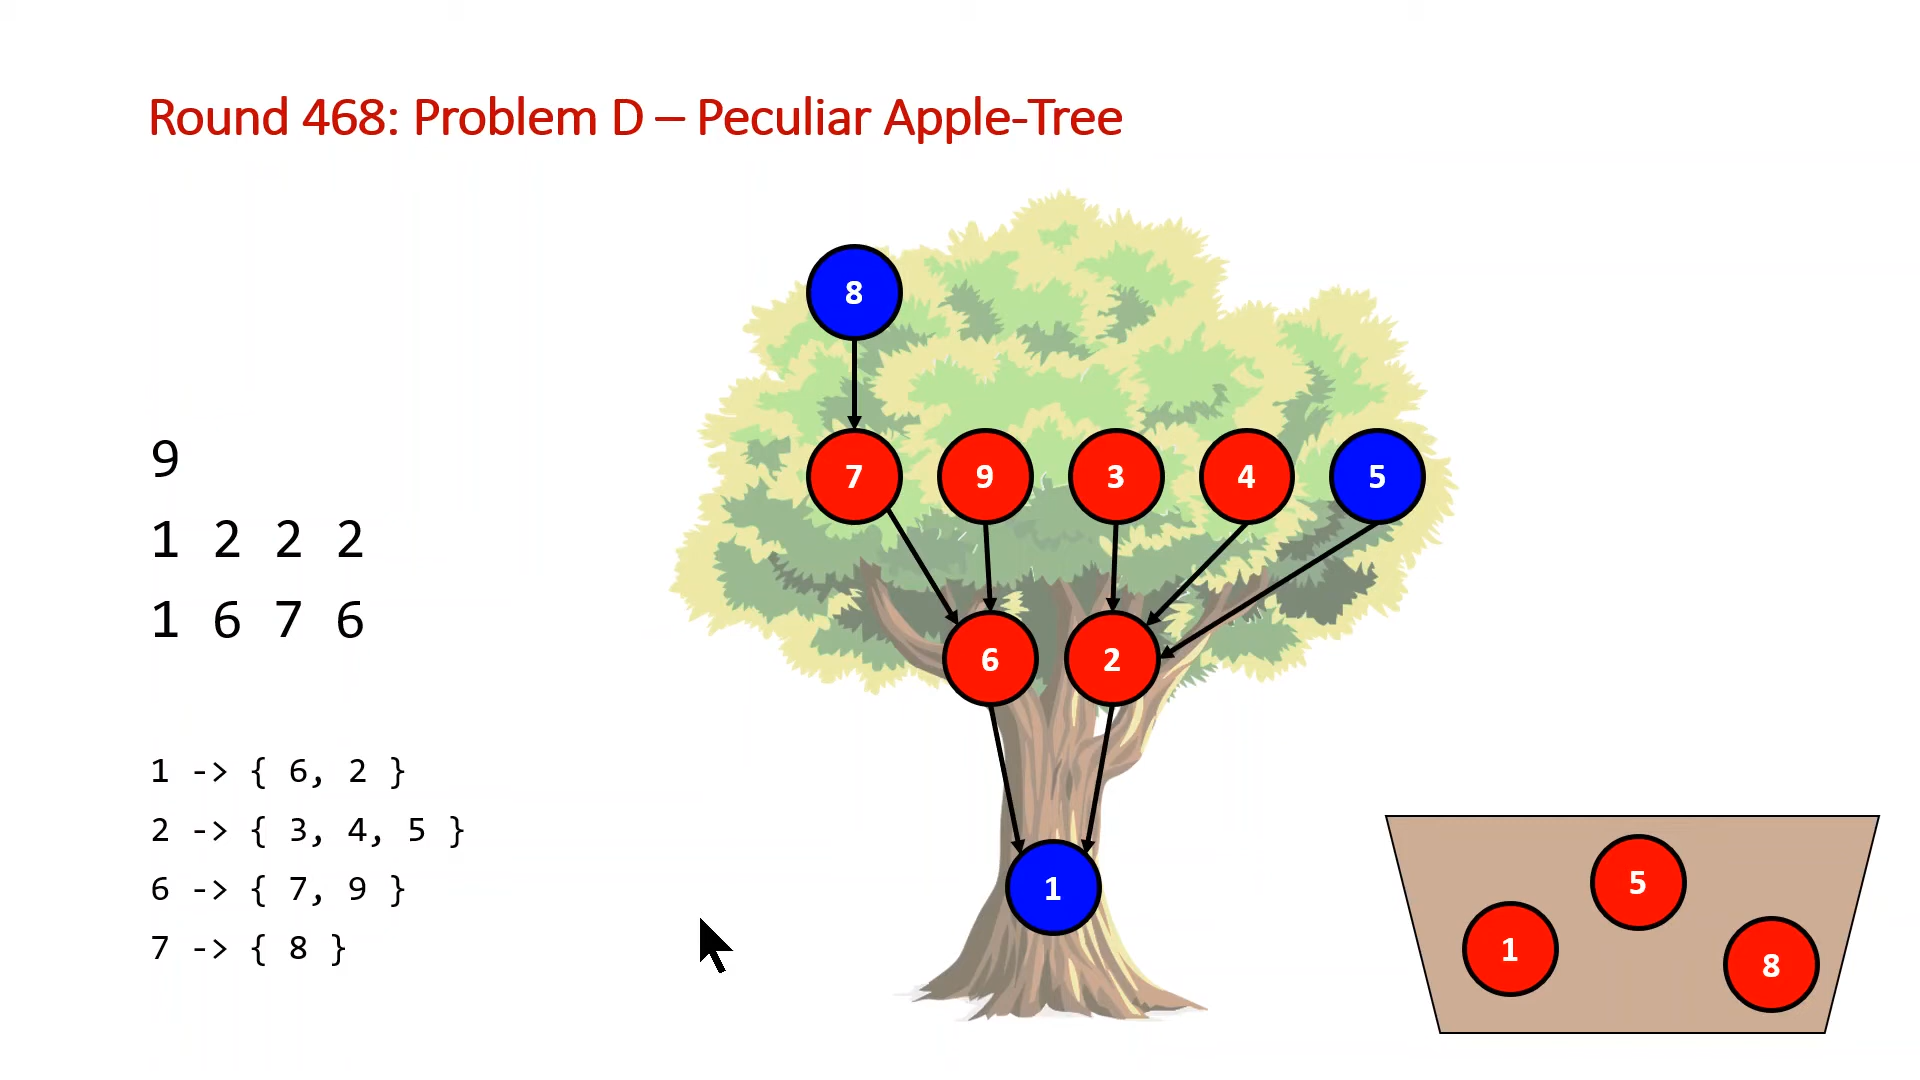 Round 468: Problem D – Peculiar Apple-Tree
8
7 9 3 4 5
9
1 2 2 2
1 6 7 6
6 2
1 -> { 6, 2 }
2 -> { 3, 4, 5 }
6 -> { 7, 9 }
7 -> { 8 }
1
5
1
8